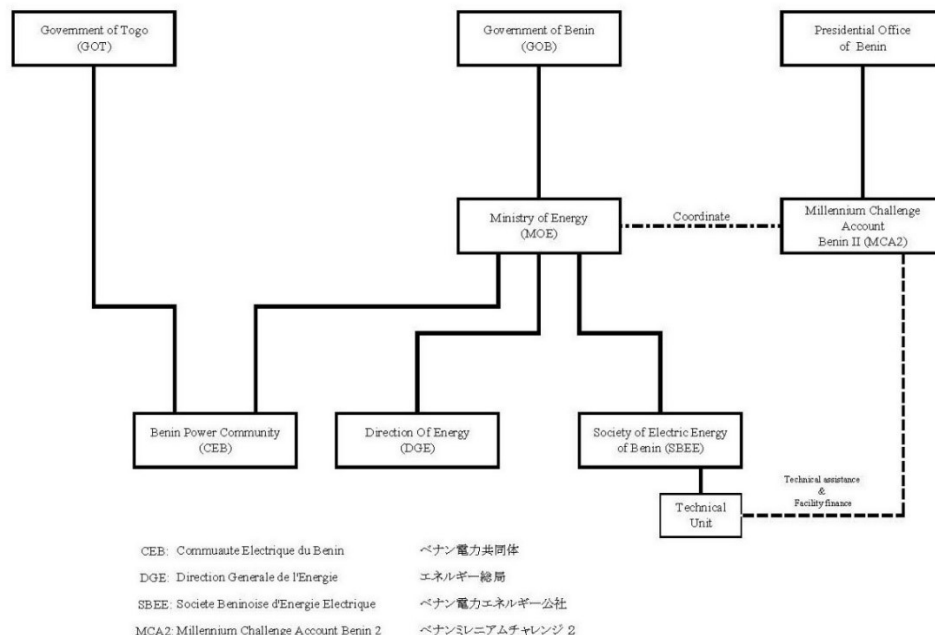 Government of Togo
(GOT)
Government of Benin
(GOB)
Presidential Office
of Benin
Ministry of Energy
(MOE)
Coordinate
Millennium Challenge
Account
Benin II (MCA2)
Benin Power Community
(CEB)
Direction Of Energy
(DGE)
Society of Electric Energy
of Benin (SBEE)
Technical assistance
&
Facility finance
Technical
Unit
CEB: Commuaute Electrique du Benin ベナン電力共同体
DGE: Direction Generale de l'Energie エネルギー総局
SBEE: Societe Beninoise d'Energie Electrique ベナン電力エネルギー公社
MCA2: Millennium Challenge Account Benin 2 ベナンミレニアムチャレンジ 2